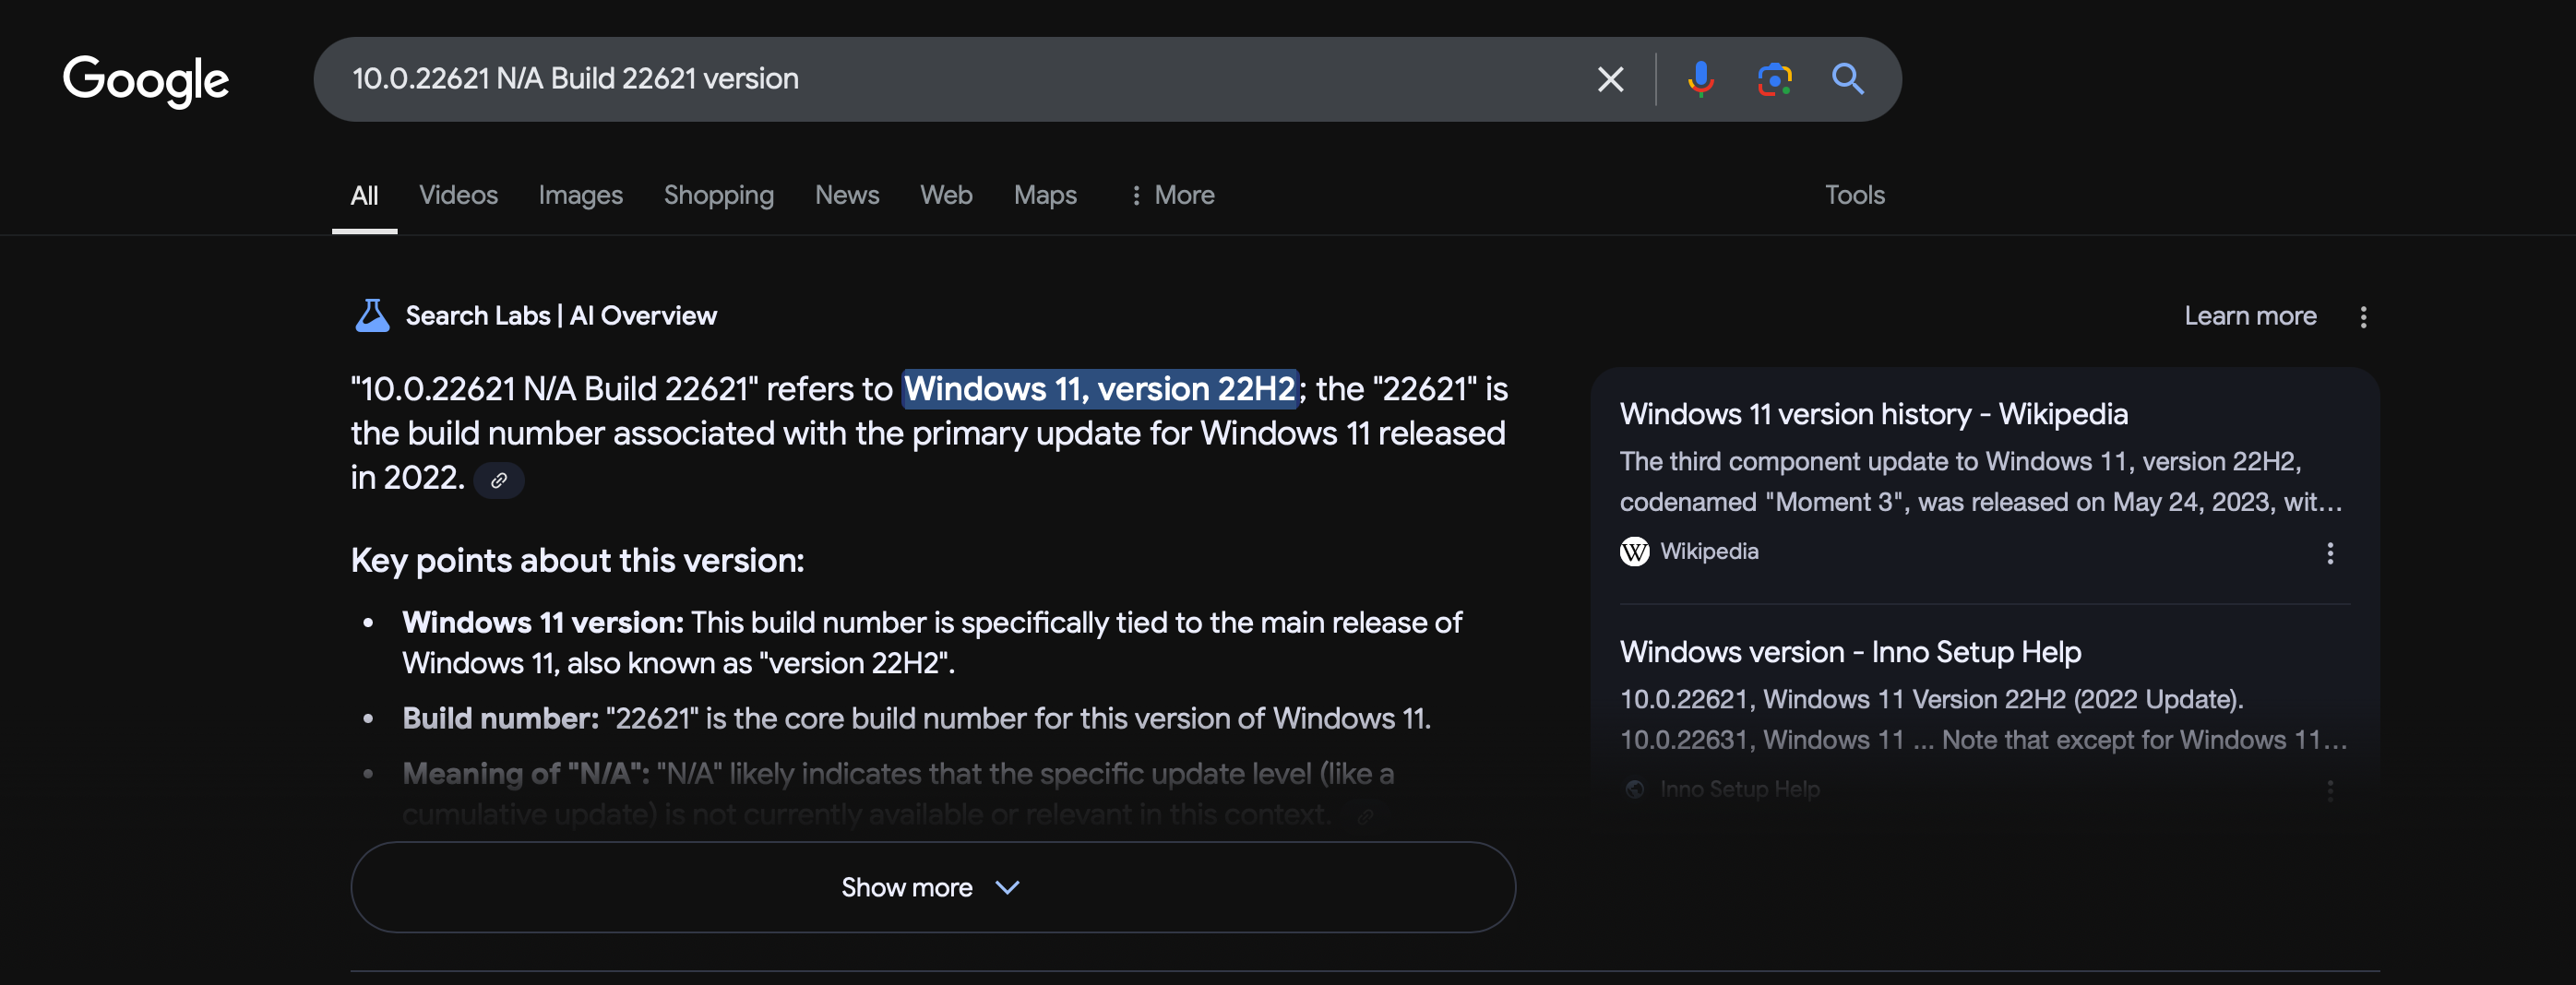 Google
10.0.22621 N/A Build 22621 version
All Videos Images Shopping News Web Maps More Tools
Search Labs | AI Overview
Learn more
"10.0.22621 N/A Build 22621" refers to Windows 11, version 22H2; the "22621" is
the build number associated with the primary update for Windows 11 released
in 2022.
Key points about this version:
• Windows 11 version: This build number is specifically tied to the main release of
Windows 11, also known as "version 22H2".
• Build number: "22621" is the core build number for this version of Windows 11.
• Meaning of "N/A": "N/A" likely indicates that the specific update level (like a
cumulative update) is not currently available or relevant in this context.
Show more
Windows 11 version history - Wikipedia
The third component update to Windows 11, version 22H2,
codenamed "Moment 3", was released on May 24, 2023, wit...
W Wikipedia
Windows version - Inno Setup Help
10.0.22621, Windows 11 Version 22H2 (2022 Update).
10.0.22631, Windows 11 ... Note that except for Windows 11...
Inno Setup Help